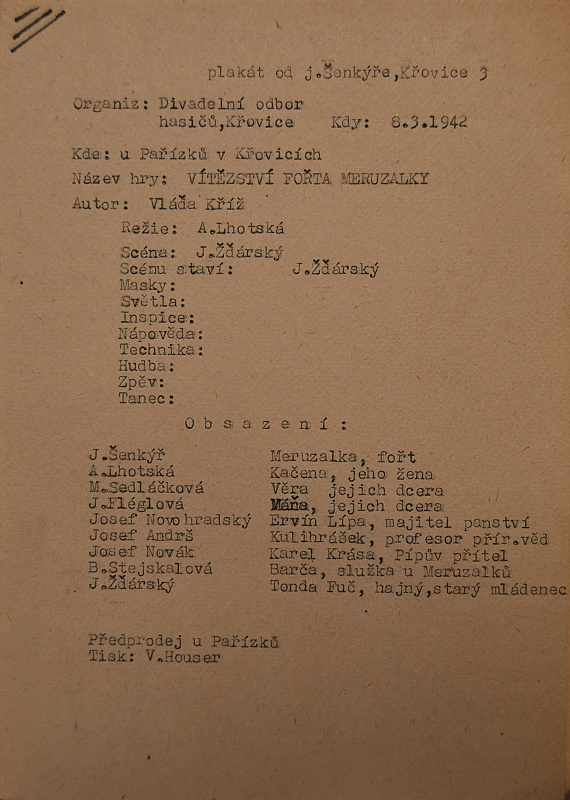 plakát od j.Šenkýře,Křovice 3
Organiz: Divadelní odbor
hasičů,Křovice Kdy: 8.3.1942
Kde: u Pařízků v Křovicích
Název hry: VÍTĚZSTVÍ FOŘTA MERUZALKY
Autor: Vláďa Kříž
Režie: A.Lhotská
Scéna: J.Žďárský
Scénu staví: J.Žďárský
Masky:
Světla:
Inspice:
Nápověda:
Technika:
Hudba:
Zpěv:
Tanec:
O b s a z e n í :
J.Šenkýř Meruzalka, fořt
A.Lhotská Kačena, jeho žena
M.Sedláčková Věra jejich dcera
J.Fléglová Máňa, jejich dcera
Josef Novohradský Ervín Lípa, majitel panství
Josef Andrš Kulihrášek, profesor přír.věd
Josef Novák Karel Krása, Pípův přítel
B.Stejskalová Barča, služka u Meruzalků
J.Žďárský Tonda Fuč, hajný,starý mládenec
Předprodej u Pařízků
Tisk: V.Houser